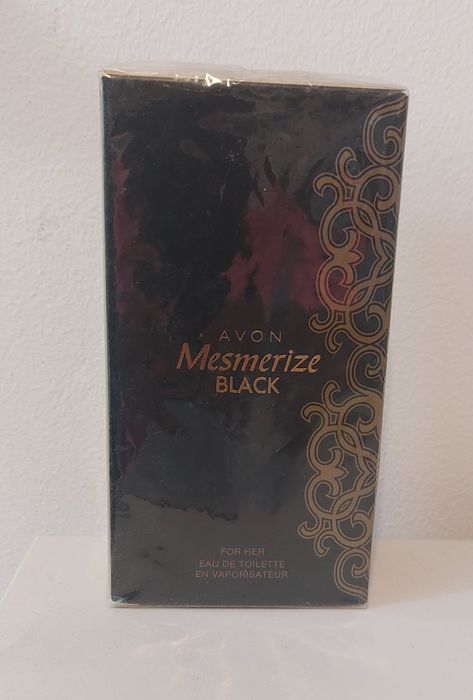 AVON
Mesmerize
BLACK
FOR HER
EAU DE TOILETTE
EN VAPORISATEUR